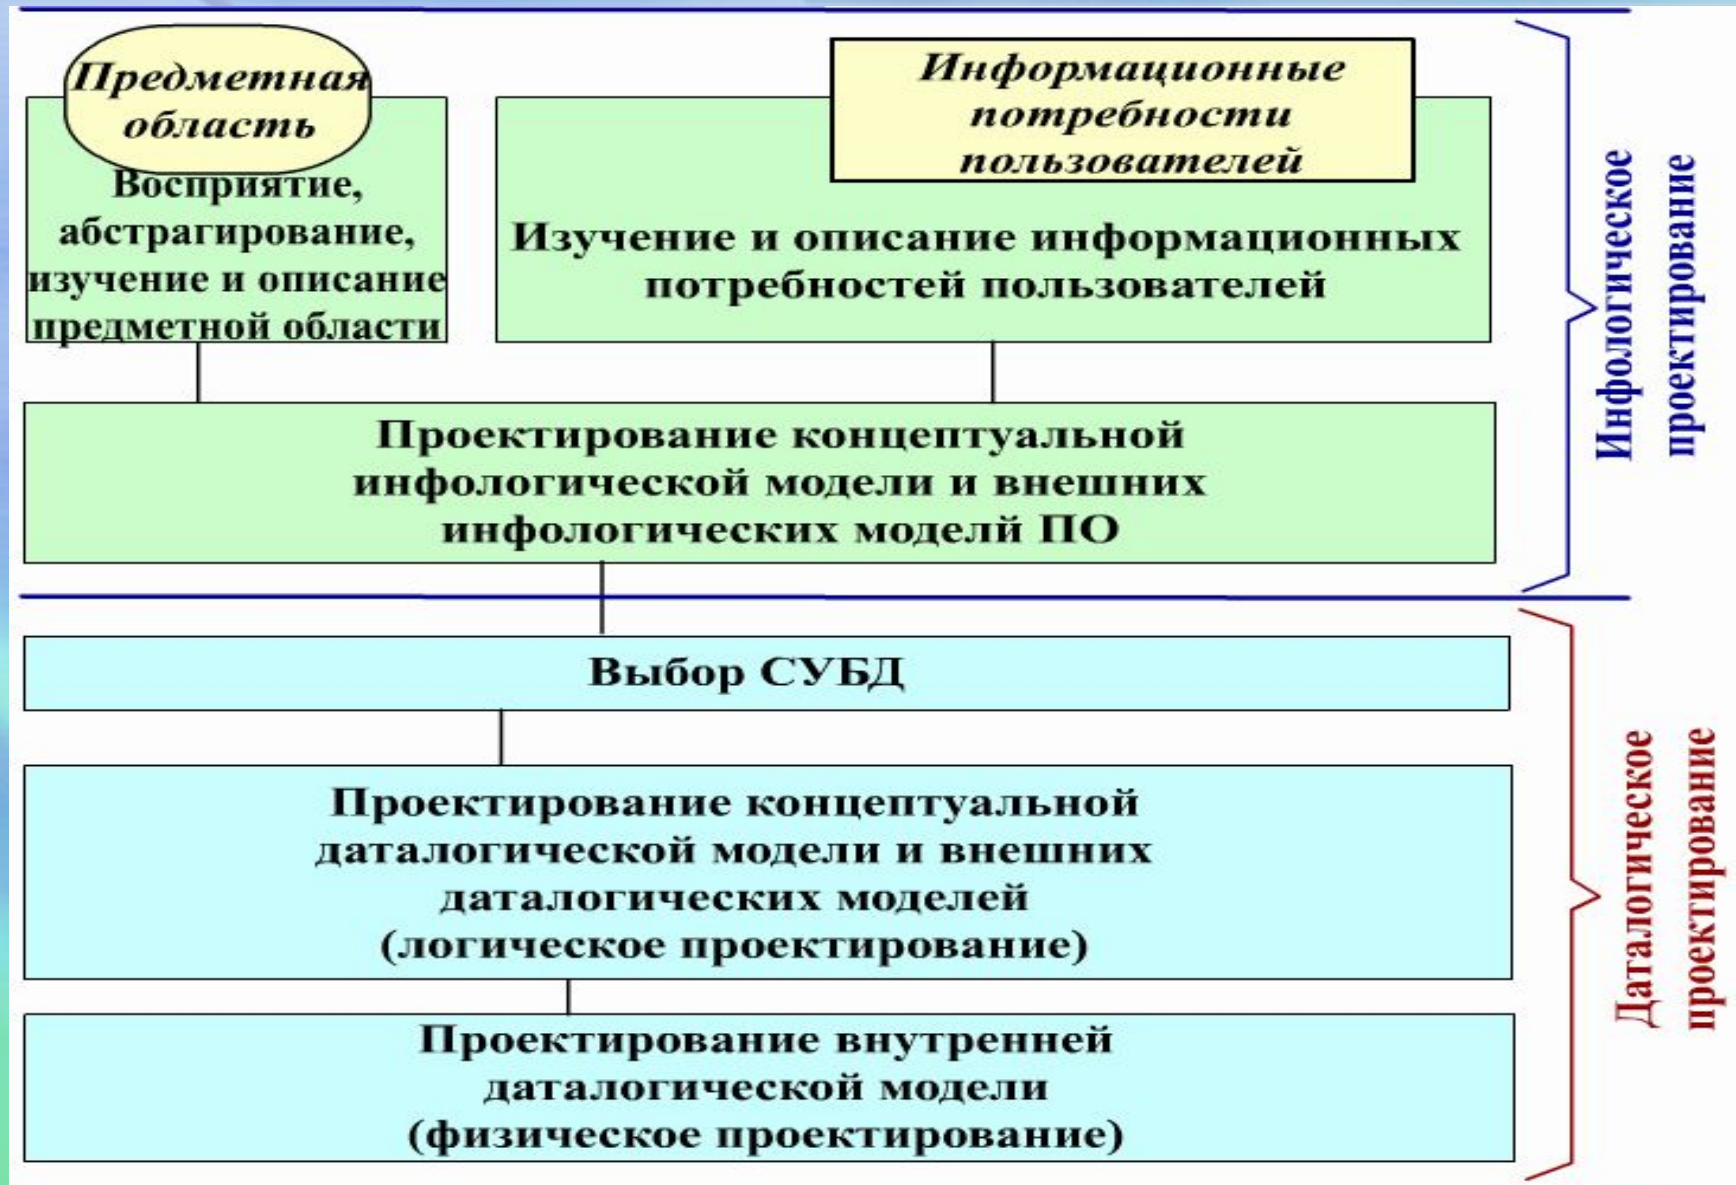 Предметная
область
Восприятие,
абстрагирование,
изучение и описание
предметной области
Информационные
потребности
пользователей
Изучение и описание информационных
потребностей пользователей
Проектирование концептуальной
инфологической модели и внешних
инфологических моделй ПО
Инфологическое
проектирование
Выбор СУБД
Проектирование концептуальной
даталогической модели и внешних
даталогических моделей
(логическое проектирование)
Проектирование внутренней
даталогической модели
(физическое проектирование)
Даталогическое
проектирование